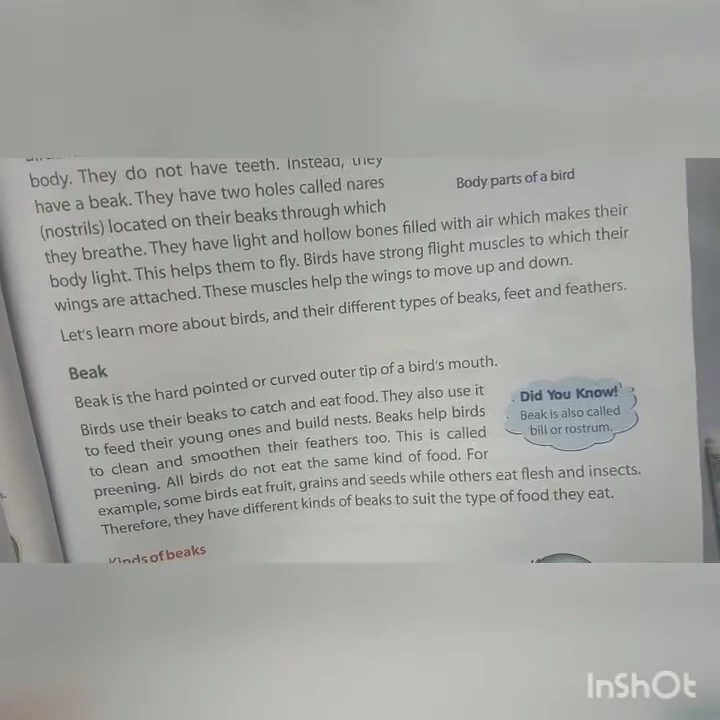 body. They do not have teeth. Instead, they
have a beak. They have two holes called nares
Body parts of a bird
(nostrils) located on their beaks through which
they breathe. They have light and hollow bones filled with air which makes their
body light. This helps them to fly. Birds have strong flight muscles to which their
wings are attached. These muscles help the wings to move up and down.
Let's learn more about birds, and their different types of beaks, feet and feathers.
Beak
Beak is the hard pointed or curved outer tip of a bird's mouth.
Birds use their beaks to catch and eat food. They also use it
to feed their young ones and build nests. Beaks help birds
to clean and smoothen their feathers too. This is called
preening. All birds do not eat the same kind of food. For
example, some birds eat fruit, grains and seeds while others eat flesh and insects.
Therefore, they have different kinds of beaks to suit the type of food they eat.
Did You Know!
Beak is also called
bill or rostrum.
Kinds of beaks
InShOt